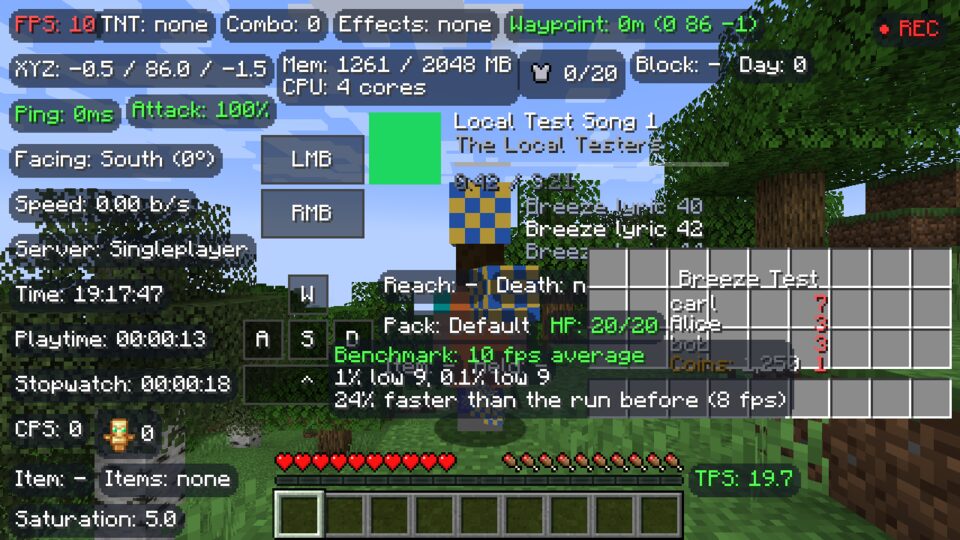 FPS: 10 TNT: none Combo: 0 Effects: none Waypoint: 0m (0 86 -1) REC
XYZ: -0.5 / 86.0 / -1.5 Mem: 1261 / 2048 MB 0/20 Block: - Day: 0
CPU: 4 cores
Ping: 0ms Attack: 100%
Local Test Song 1
The Local Testers
Facing: South (0°) LMB
0:42 / 3:21
Speed: 0.00 b/s RMB
Breeze lyric 40
Breeze lyric 42
Server: Singleplayer Breeze
Breeze Test
Time: 19:17:47 W Reach: - Death: n
carl 7
Playtime: 00:00:13 A S D Pack: Default HP: 20/20
Alice 3
bob 3
Benchmark: 10 fps average Coins: 1,250 1
1% low 9, 0.1% low 9
Stopwatch: 00:00:18 ^
24% faster than the run before (8 fps)
CPS: 0 0
Item: - Items: none TPS: 19.7
Saturation: 5.0